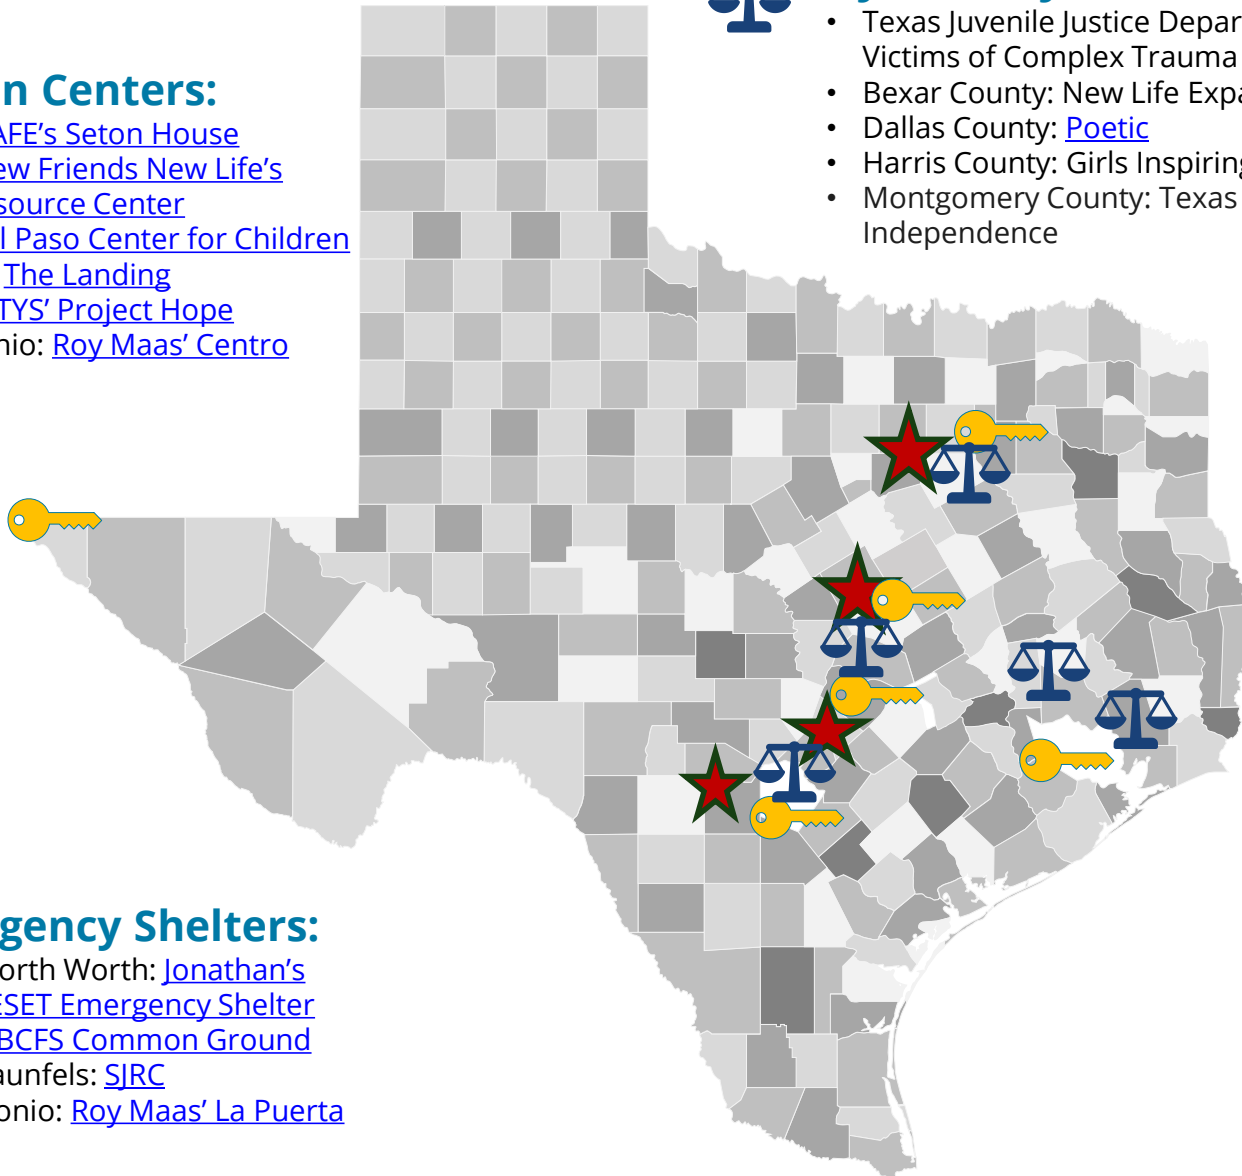 n Centers:
AFE's Seton House
ew Friends New Life's
source Center
l Paso Center for Children
The Landing
TYS' Project Hope
nio: Roy Maas' Centro
• Texas Juvenile Justice Depar
Victims of Complex Trauma
• Bexar County: New Life Expa
• Dallas County: Poetic
• Harris County: Girls Inspiring
• Montgomery County: Texas
Independence
gency Shelters:
orth Worth: Jonathan's
ESET Emergency Shelter
BCFS Common Ground
aunfels: SJRC
onio: Roy Maas' La Puerta